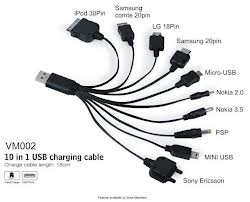 iPod 30Pin
Samsung
comte 20pin
LG 18Pin
Samsung 20pin
Micro-USB
Nokia 2.0
Nokia 3.5
PSP
MINI USB
Sony Ericsson
VM002
10 in 1 USB charging cable
Charge cable length: 18cm